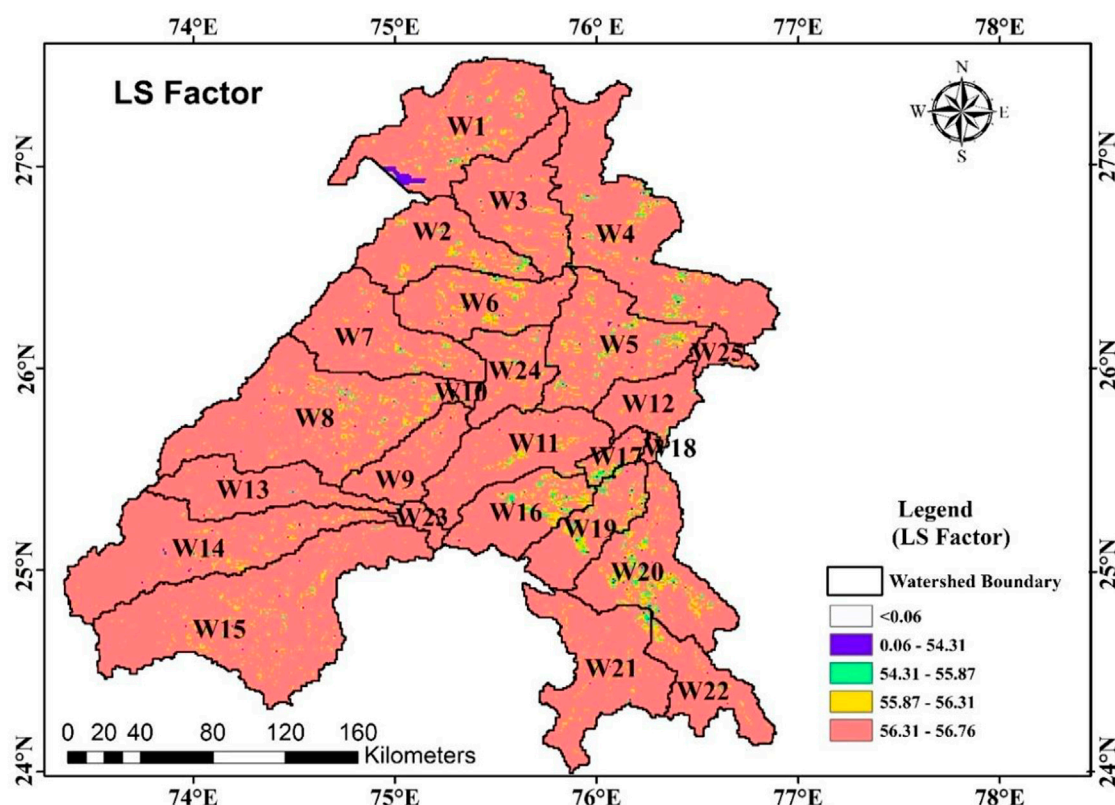 74°E 75°E 76°E 77°E 78°E
LS Factor
N
W E
S
27°N 27°N
26°N 26°N
25°N 25°N
24°N 24°N
W1
W3
W2
W4
W6
W7
W5
W25
W24
W10
W12
W8
W11
W18
W17
W9
W13
W16
W23
W19
W14
W20
W15
W21
W22
Legend
(LS Factor)
Watershed Boundary
<0.06
0.06 - 54.31
54.31 - 55.87
55.87 - 56.31
56.31 - 56.76
0 20 40 80 120 160
Kilometers
74°E 75°E 76°E 77°E 78°E